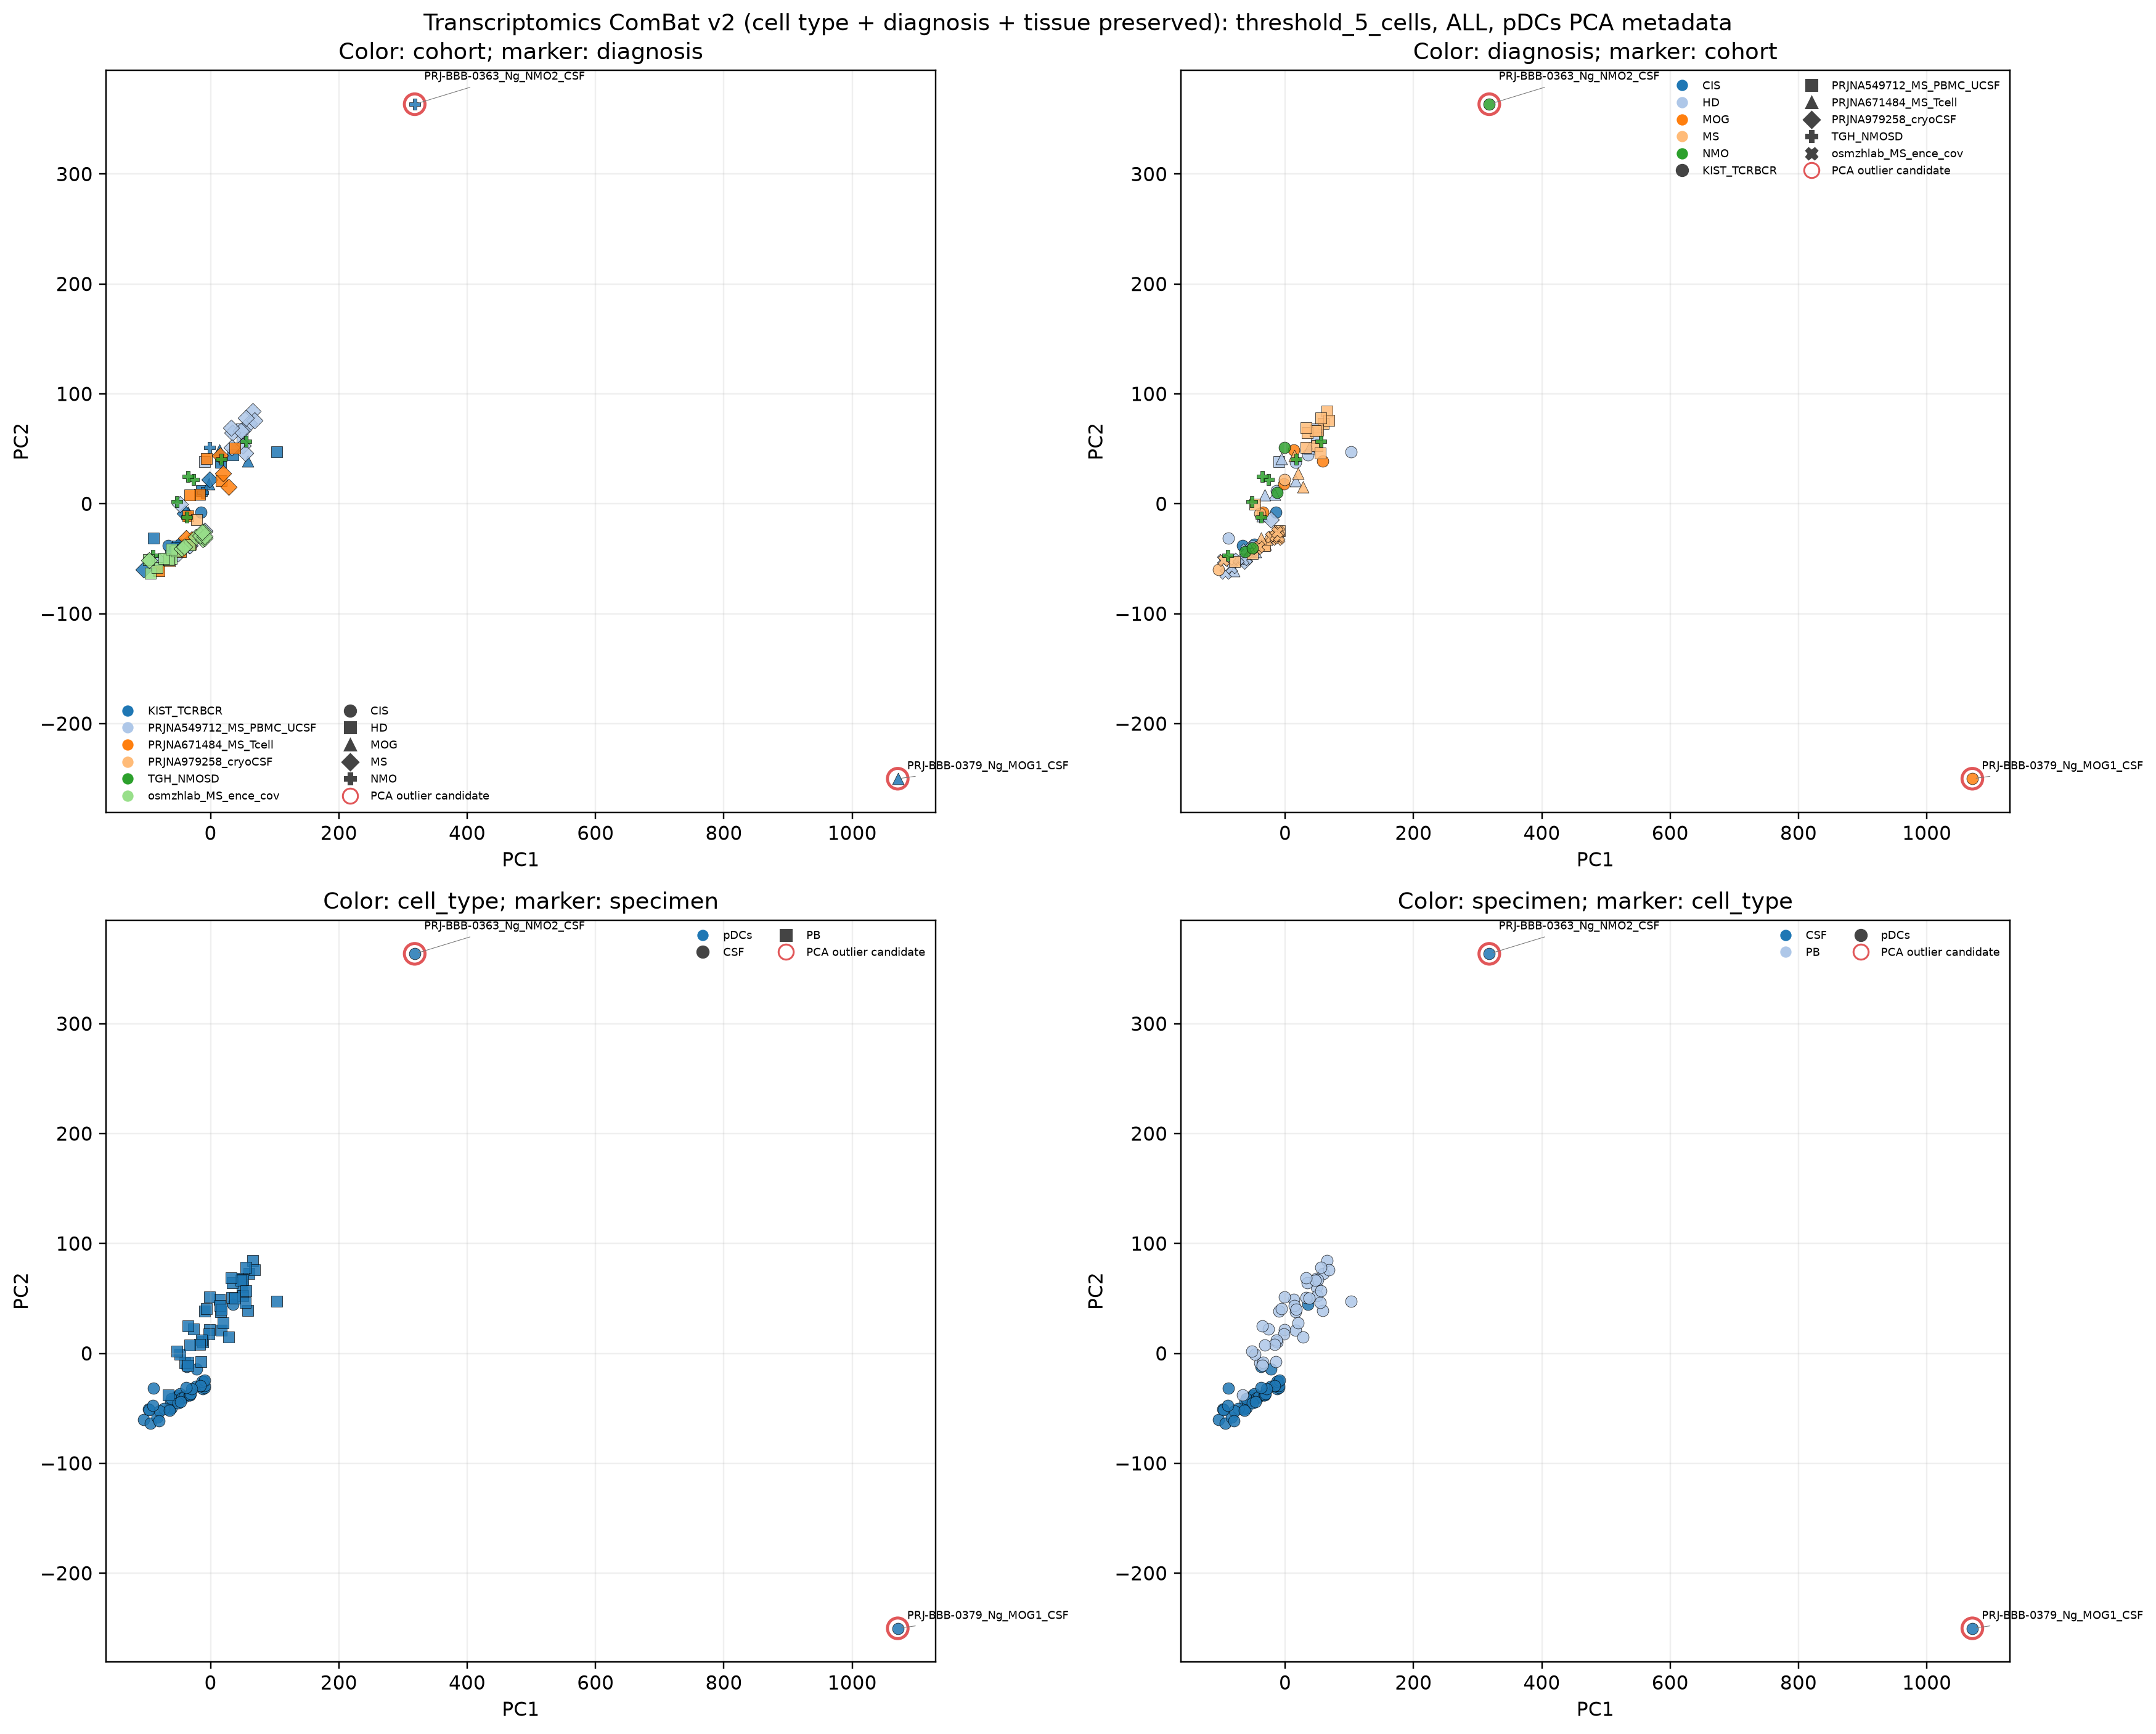 Transcriptomics ComBat v2 (cell type + diagnosis + tissue preserved): threshold_5_cells, ALL, pDCs PCA metadata
Color: cohort; marker: diagnosis
PRJ-BBB-0363_Ng_NMO2_CSF
300
200
100
0
−100
−200
PC2
KIST_TCRBCR
PRJNA549712_MS_PBMC_UCSF
PRJNA671484_MS_Tcell
PRJNA979258_cryoCSF
TGH_NMOSD
osmzhlab_MS_ence_cov
CIS
HD
MOG
MS
NMO
PCA outlier candidate
PRJ-BBB-0379_Ng_MOG1_CSF
0 200 400 600 800 1000
PC1
Color: diagnosis; marker: cohort
PRJ-BBB-0363_Ng_NMO2_CSF
CIS
HD
MOG
MS
NMO
KIST_TCRBCR
PRJNA549712_MS_PBMC_UCSF
PRJNA671484_MS_Tcell
PRJNA979258_cryoCSF
TGH_NMOSD
osmzhlab_MS_ence_cov
PCA outlier candidate
300
200
100
0
−100
−200
PC2
PRJ-BBB-0379_Ng_MOG1_CSF
0 200 400 600 800 1000
PC1
Color: cell_type; marker: specimen
PRJ-BBB-0363_Ng_NMO2_CSF
pDCs
CSF
PB
PCA outlier candidate
300
200
100
0
−100
−200
PC2
PRJ-BBB-0379_Ng_MOG1_CSF
0 200 400 600 800 1000
PC1
Color: specimen; marker: cell_type
PRJ-BBB-0363_Ng_NMO2_CSF
CSF
PB
pDCs
PCA outlier candidate
300
200
100
0
−100
−200
PC2
PRJ-BBB-0379_Ng_MOG1_CSF
0 200 400 600 800 1000
PC1